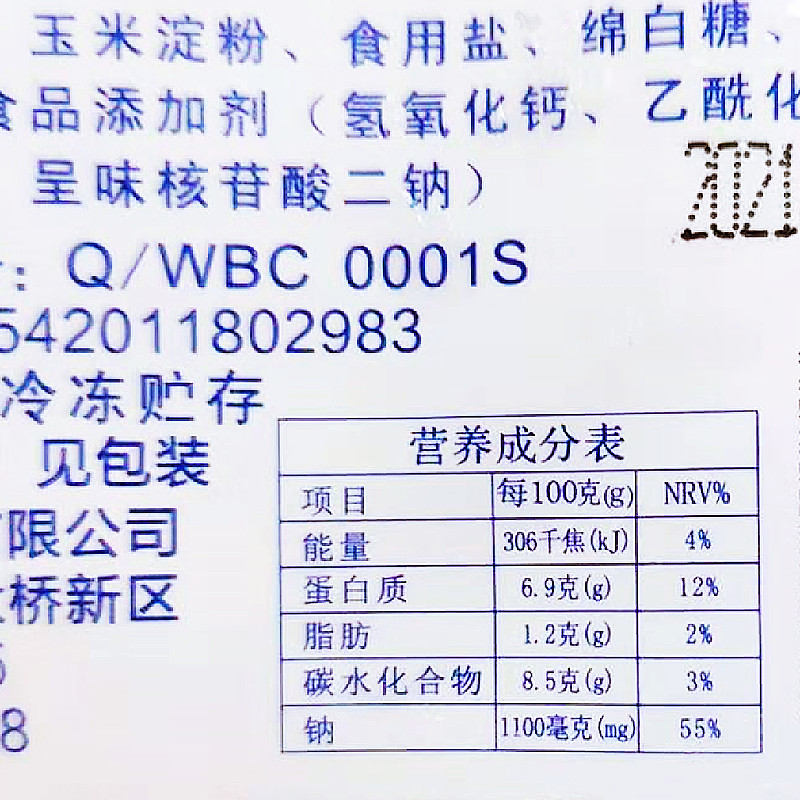 玉米淀粉、食用盐、绵白糖、
食品添加剂（氢氧化钙、乙酰化
呈味核苷酸二钠）
2021
：Q/WBC 0001S
542011802983
冷冻贮存
见包装
有限公司
桥新区
8
营养成分表
项目 每100克(g) NRV%
能量 306千焦(kJ) 4%
蛋白质 6.9克(g) 12%
脂肪 1.2克(g) 2%
碳水化合物 8.5克(g) 3%
钠 1100毫克(mg) 55%